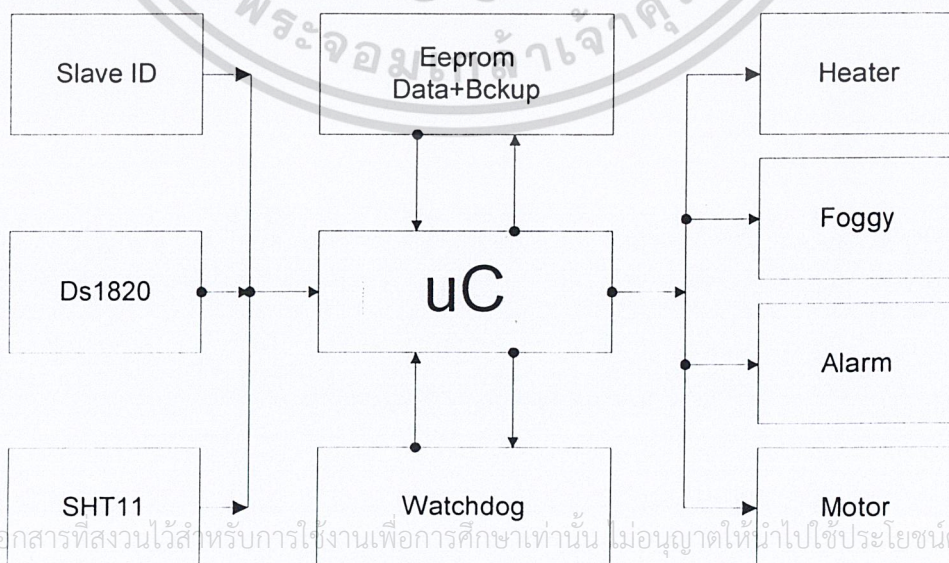 พระจอมเกล้าเจ้าคุณ
Slave ID
Eeprom
Data+Bckup
Heater
Foggy
Ds1820
uC
Alarm
SHT11
Watchdog
Motor
เอกสารที่สงวนไว้สำหรับการใช้งานเพื่อการศึกษาเท่านั้น ไม่อนุญาตให้นำไปใช้ประโยชน์